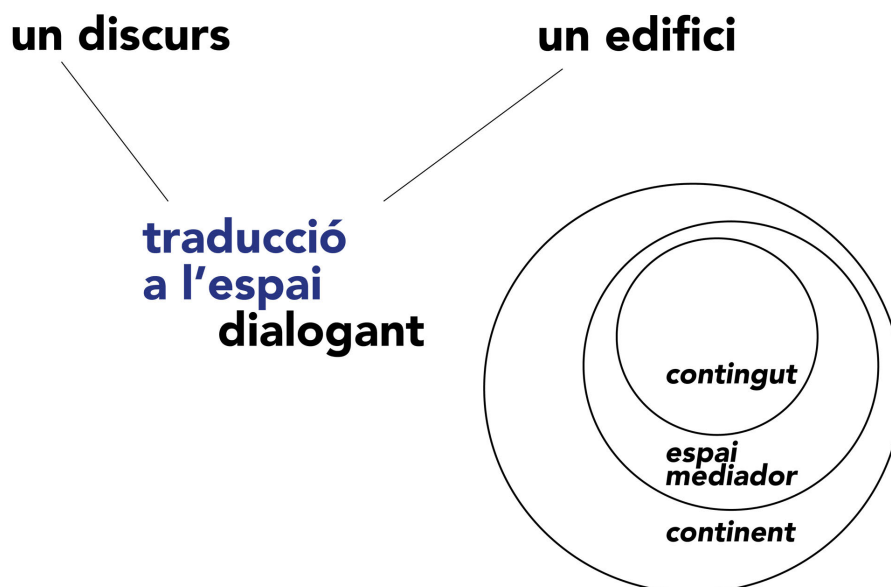 un discurs
un edifici
traducció
a l’espai
dialogant
contingut
espai
mediador
continent